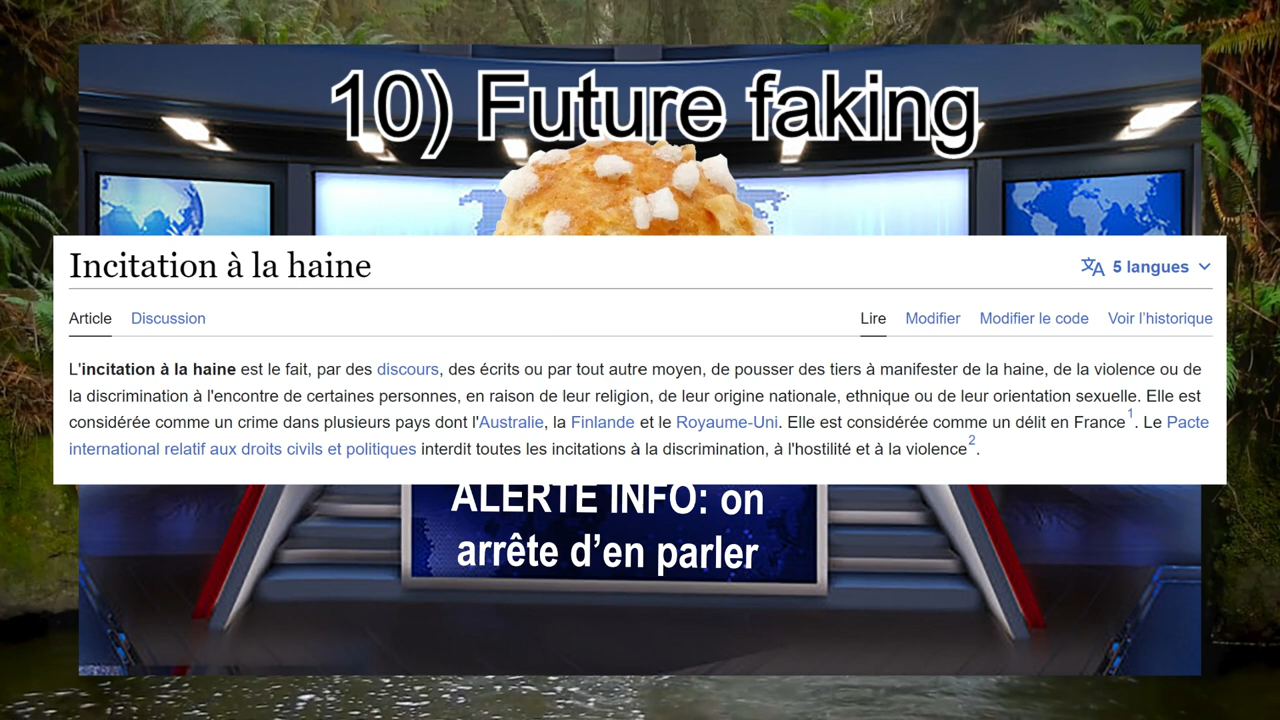 10) Future faking
Incitation à la haine
5 langues
Article Discussion Lire Modifier Modifier le code Voir l'historique
L'incitation à la haine est le fait, par des discours, des écrits ou par tout autre moyen, de pousser des tiers à manifester de la haine, de la violence ou de
la discrimination à l'encontre de certaines personnes, en raison de leur religion, de leur origine nationale, ethnique ou de leur orientation sexuelle. Elle est
considérée comme un crime dans plusieurs pays dont l'Australie, la Finlande et le Royaume-Uni. Elle est considérée comme un délit en France1. Le Pacte
international relatif aux droits civils et politiques interdit toutes les incitations à la discrimination, à l'hostilité et à la violence2.
ALERTE INFO: on
arrête d’en parler